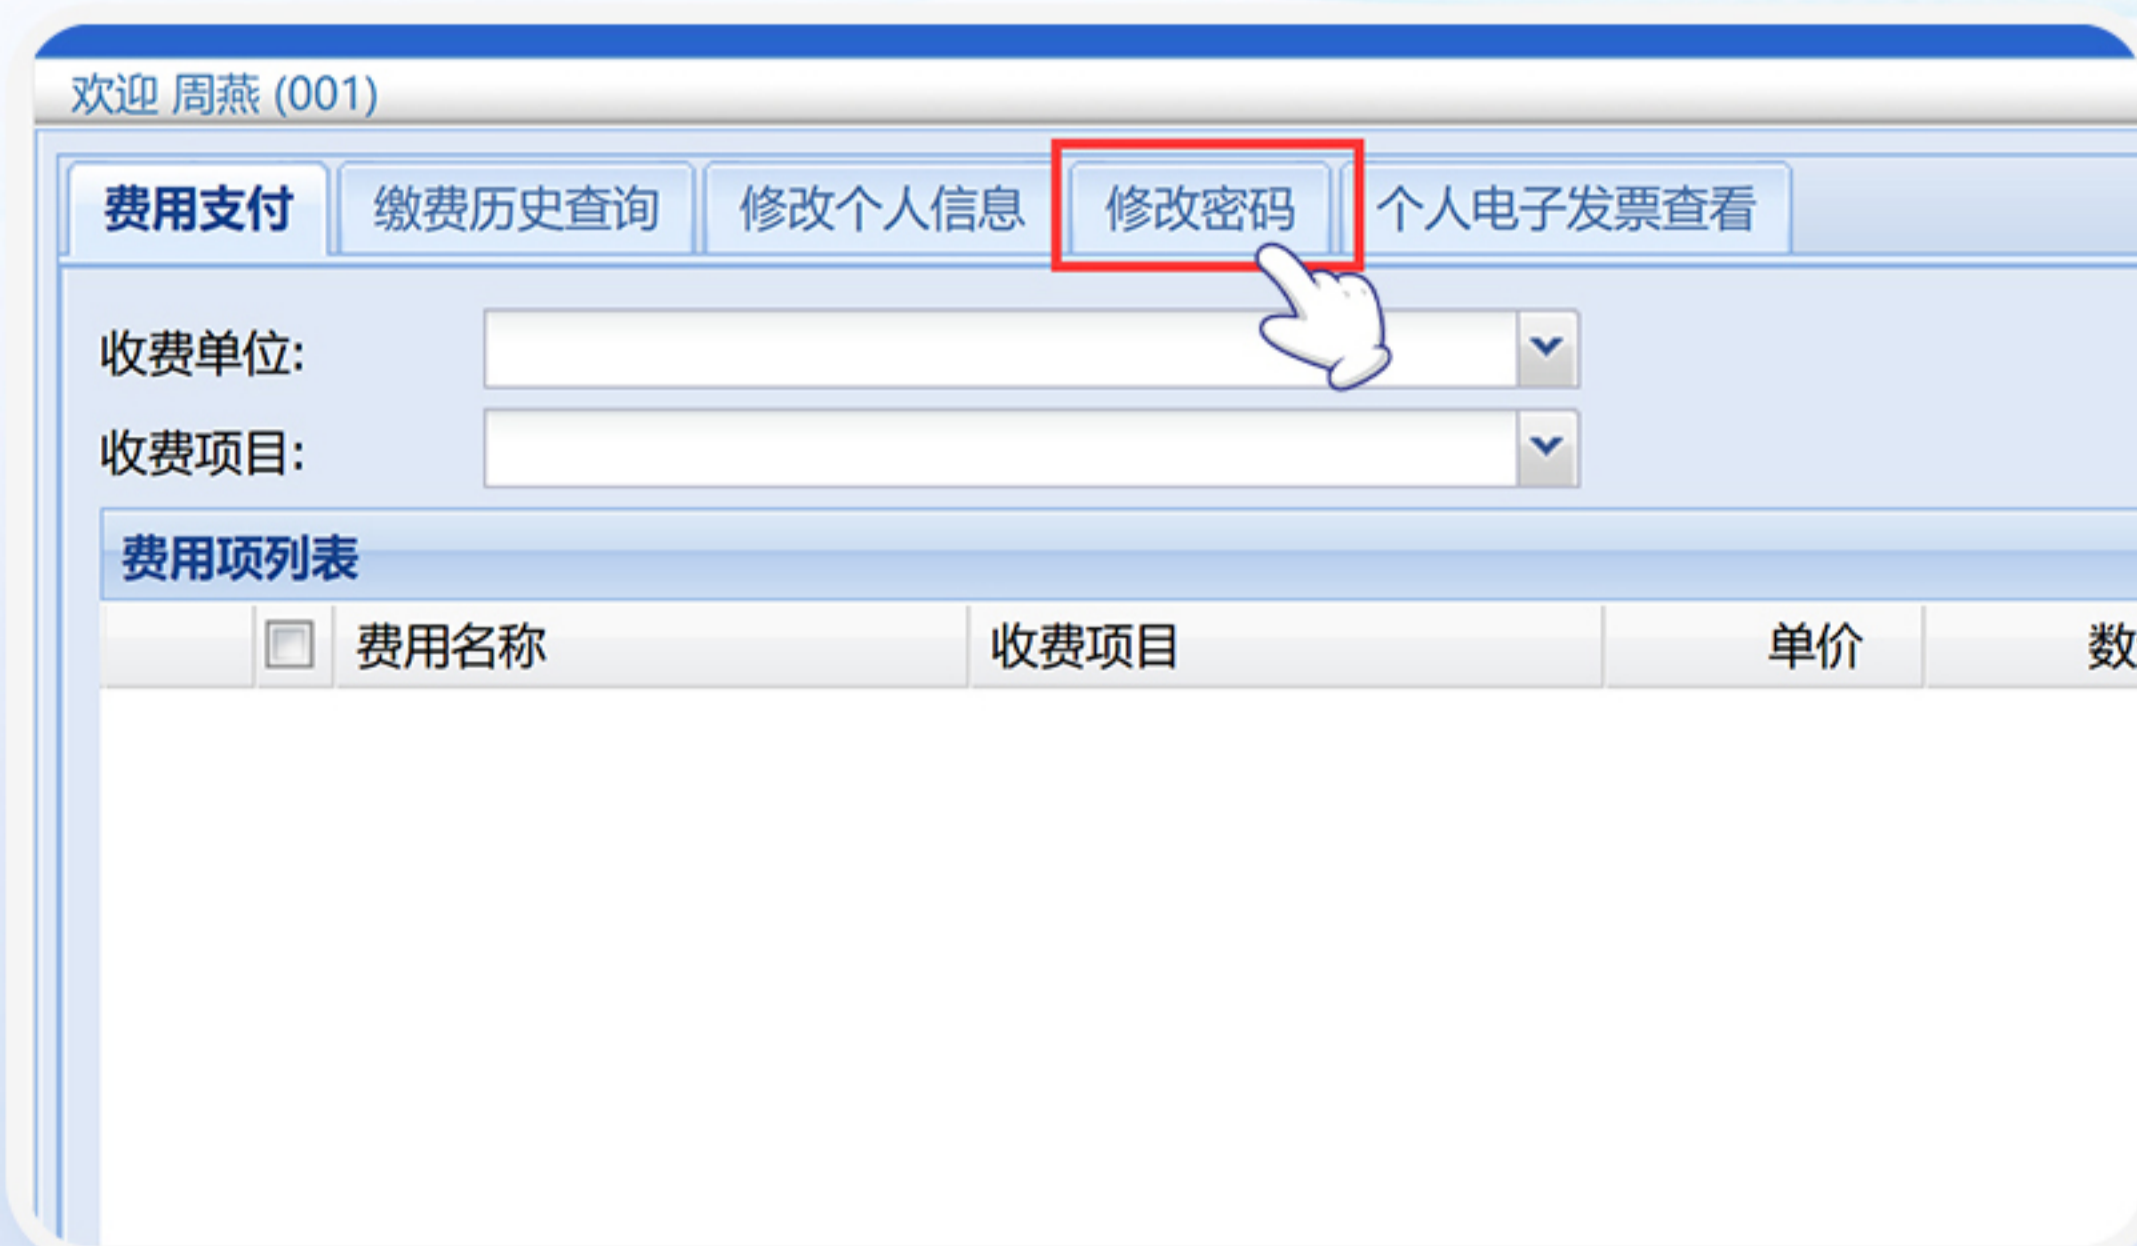 欢迎 周燕 (001)
费用支付 缴费历史查询 修改个人信息 修改密码 个人电子发票查看
收费单位:
收费项目:
费用项列表
费用名称 收费项目 单价 数